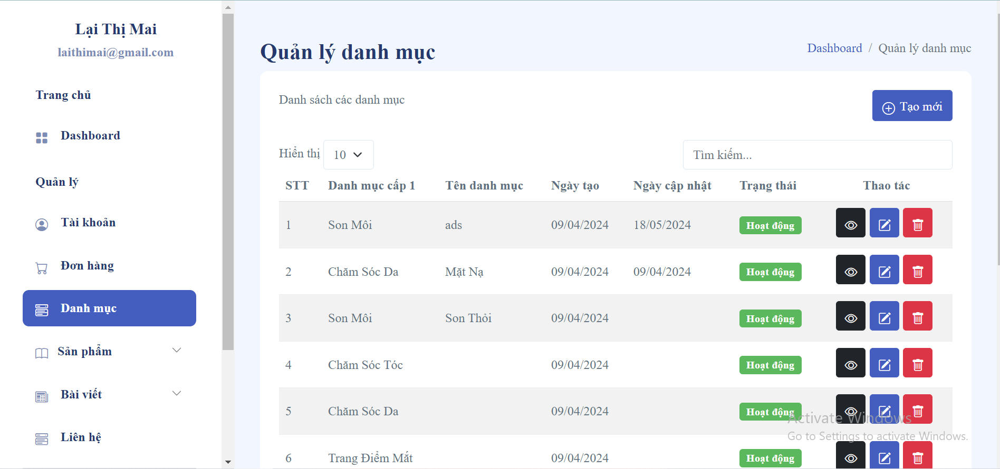 Lại Thị Mai
laithimai@gmail.com
Trang chủ
Dashboard
Quản lý
Tài khoản
Đơn hàng
Danh mục
Sản phẩm
Bài viết
Liên hệ
Quản lý danh mục
Dashboard / Quản lý danh mục
Danh sách các danh mục
Tạo mới
Hiển thị 10
Tìm kiếm...
STT Danh mục cấp 1 Tên danh mục Ngày tạo Ngày cập nhật Trạng thái Thao tác
1 Son Môi ads 09/04/2024 18/05/2024 Hoạt động
2 Chăm Sóc Da Mặt Nạ 09/04/2024 09/04/2024 Hoạt động
3 Son Môi Son Thỏi 09/04/2024 Hoạt động
4 Chăm Sóc Tóc 09/04/2024 Hoạt động
5 Chăm Sóc Da 09/04/2024 Hoạt động
6 Trang Điểm Mắt 09/04/2024 Hoạt động
Activate Windows
Go to Settings to activate Windows.